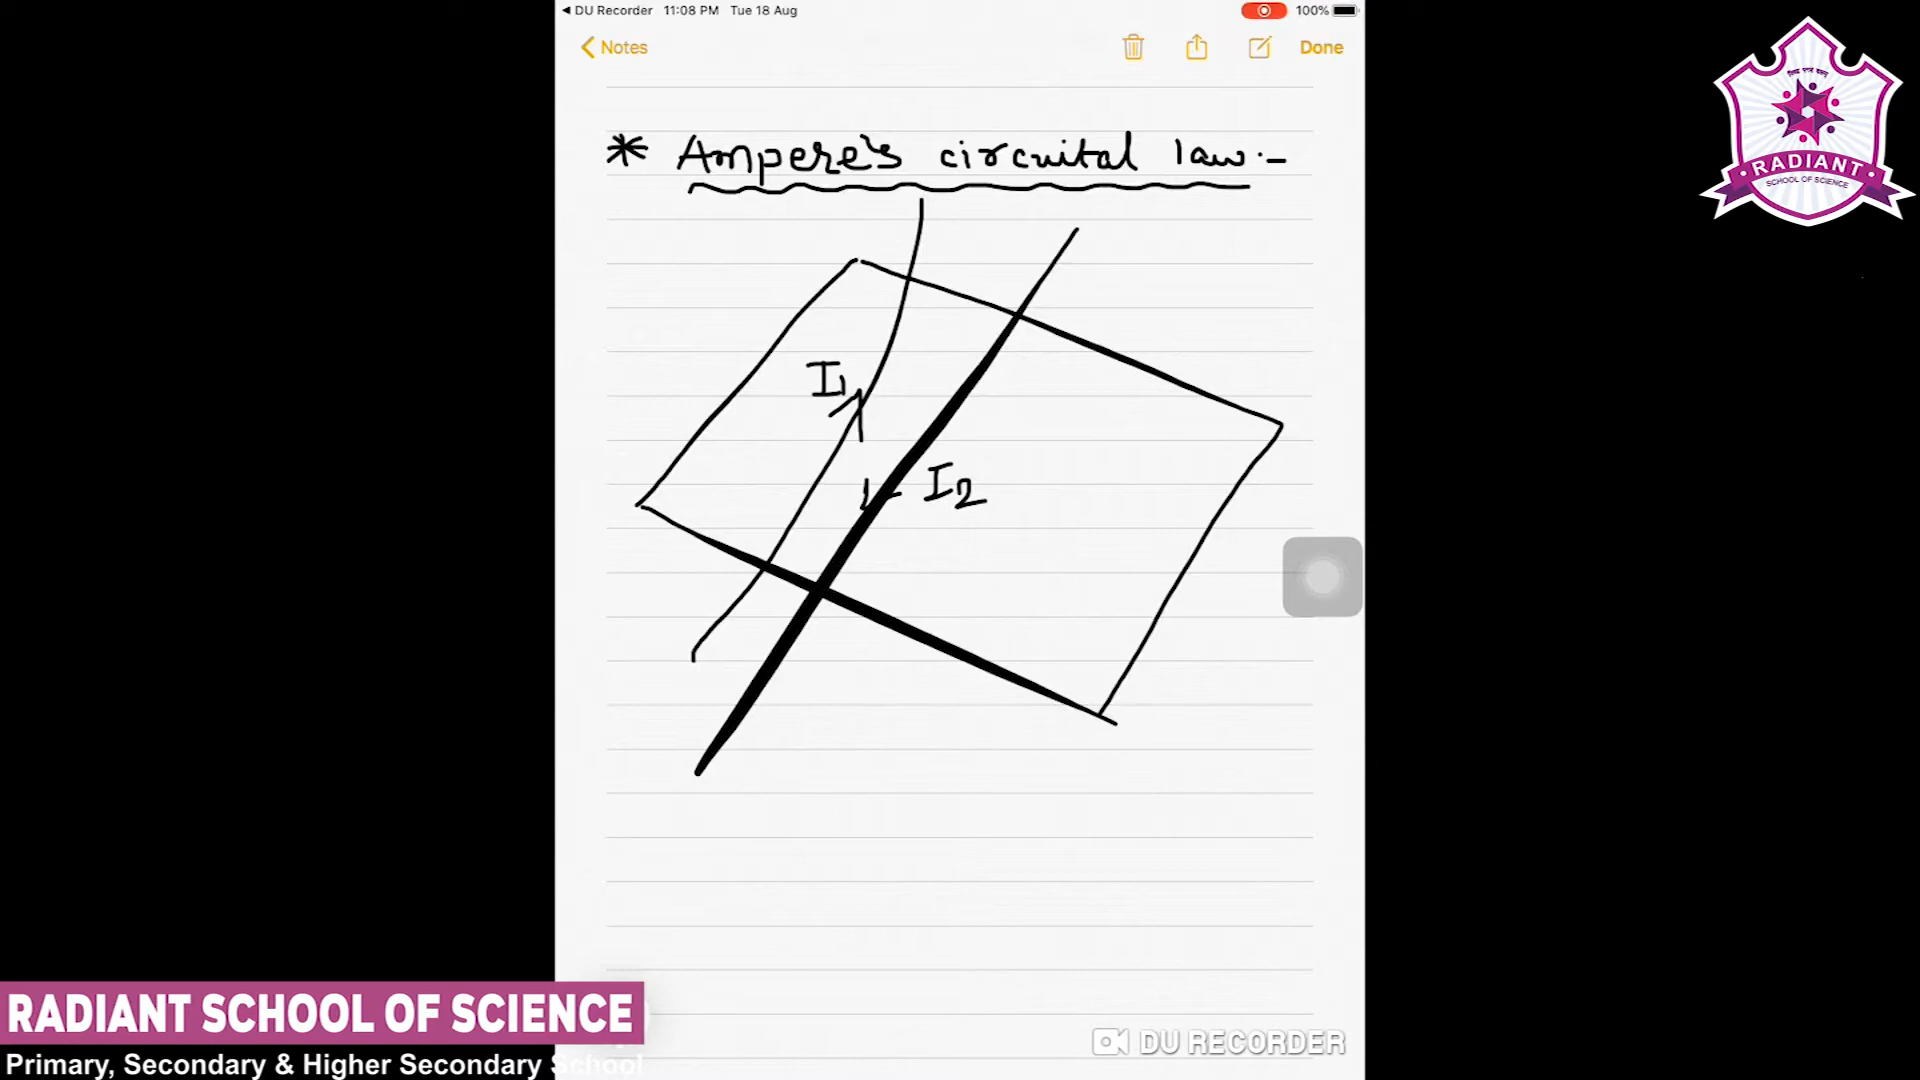 ◄ DU Recorder 11:08 PM Tue 18 Aug 100%
Notes Done
* Ampere's circuital law :-
I1
I2
RADIANT
SCHOOL OF SCIENCE
RADIANT SCHOOL OF SCIENCE
Primary, Secondary & Higher Secondary School
DU RECORDER